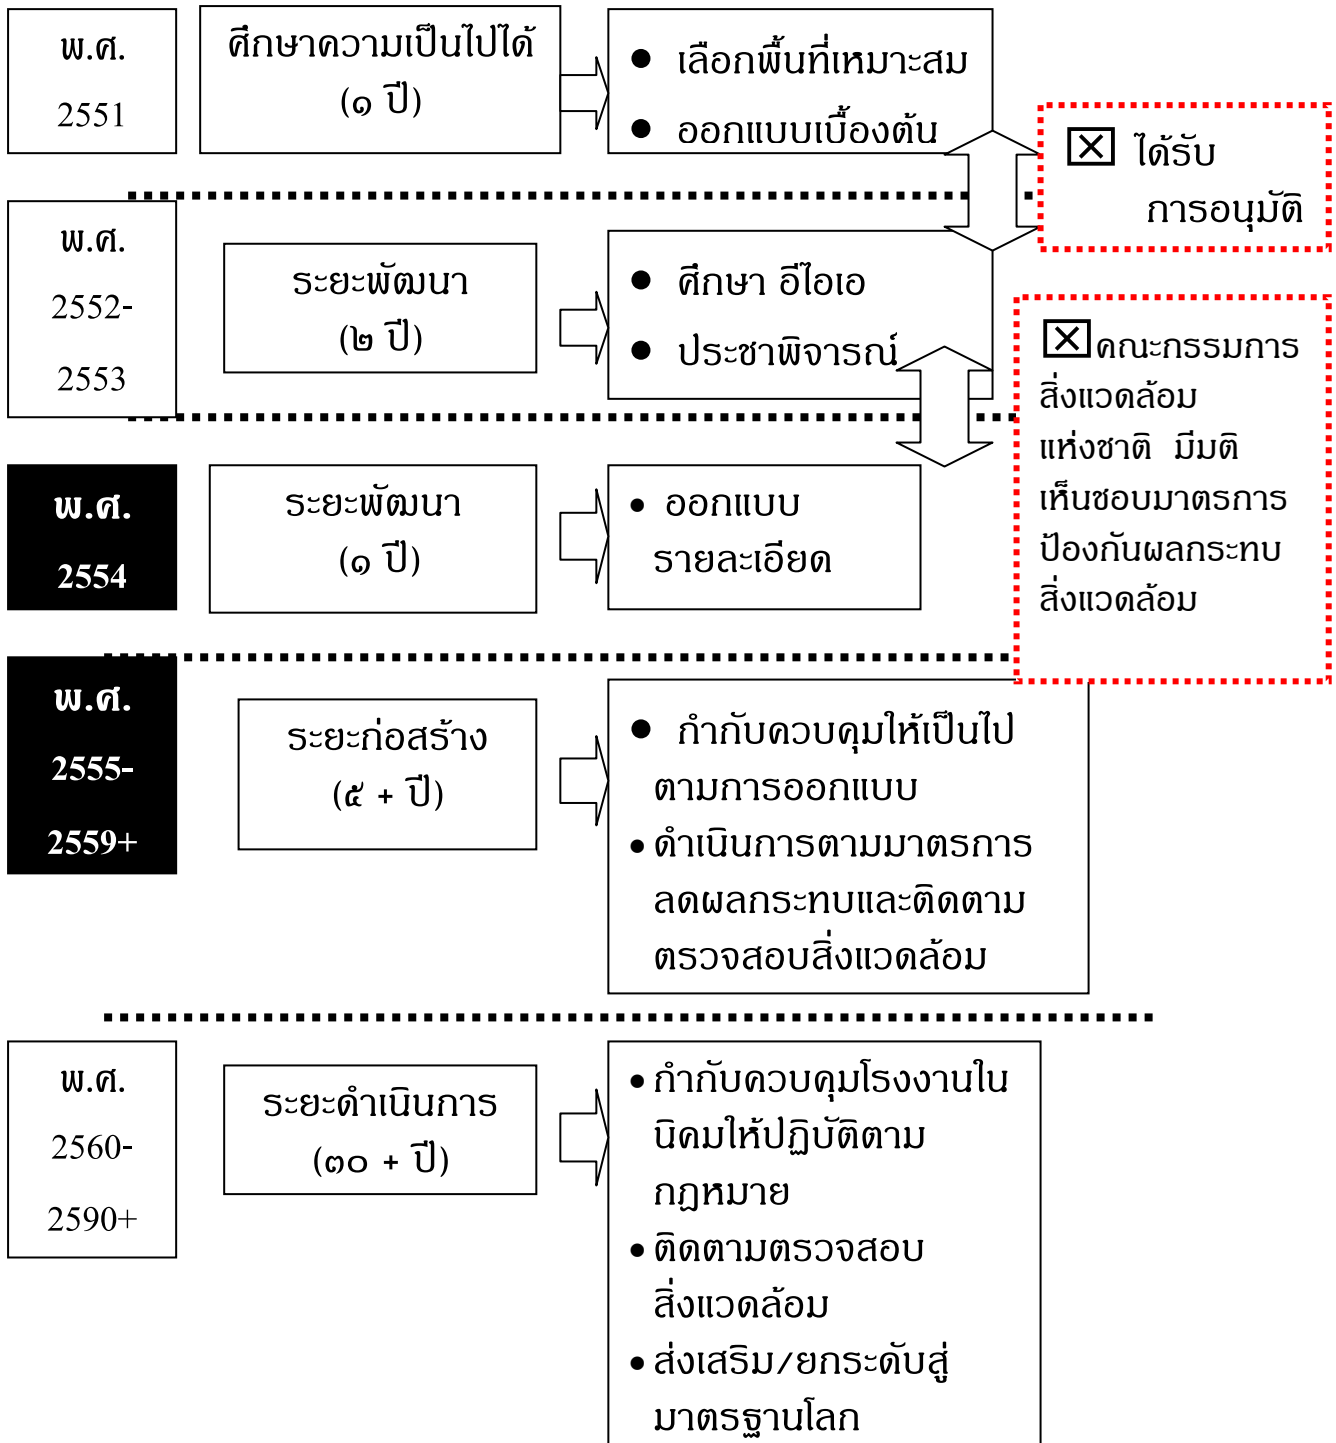 พ.ศ.
2551
ศึกษาความเป็นไปได้
(๑ ปี)
● เลือกพื้นที่เหมาะสม
● ออกแบบเบื้องต้น
☒ ได้รับ
การอนุมัติ
พ.ศ.
2552-
2553
ระยะพัฒนา
(๒ ปี)
● ศึกษา อีไอเอ
● ประชาพิจารณ์
☒ คณะกรรมการ
สิ่งแวดล้อม
แห่งชาติ มีมติ
เห็นชอบมาตรการ
ป้องกันผลกระทบ
สิ่งแวดล้อม
พ.ศ.
2554
ระยะพัฒนา
(๑ ปี)
• ออกแบบ
รายละเอียด
พ.ศ.
2555-
2559+
ระยะก่อสร้าง
(๕ + ปี)
● กำกับควบคุมให้เป็นไป
ตามการออกแบบ
• ดำเนินการตามมาตรการ
ลดผลกระทบและติดตาม
ตรวจสอบสิ่งแวดล้อม
พ.ศ.
2560-
2590+
ระยะดำเนินการ
(๓๐ + ปี)
• กำกับควบคุมโรงงานใน
นิคมให้ปฏิบัติตาม
กฎหมาย
• ติดตามตรวจสอบ
สิ่งแวดล้อม
• ส่งเสริม/ยกระดับสู่
มาตรฐานโลก